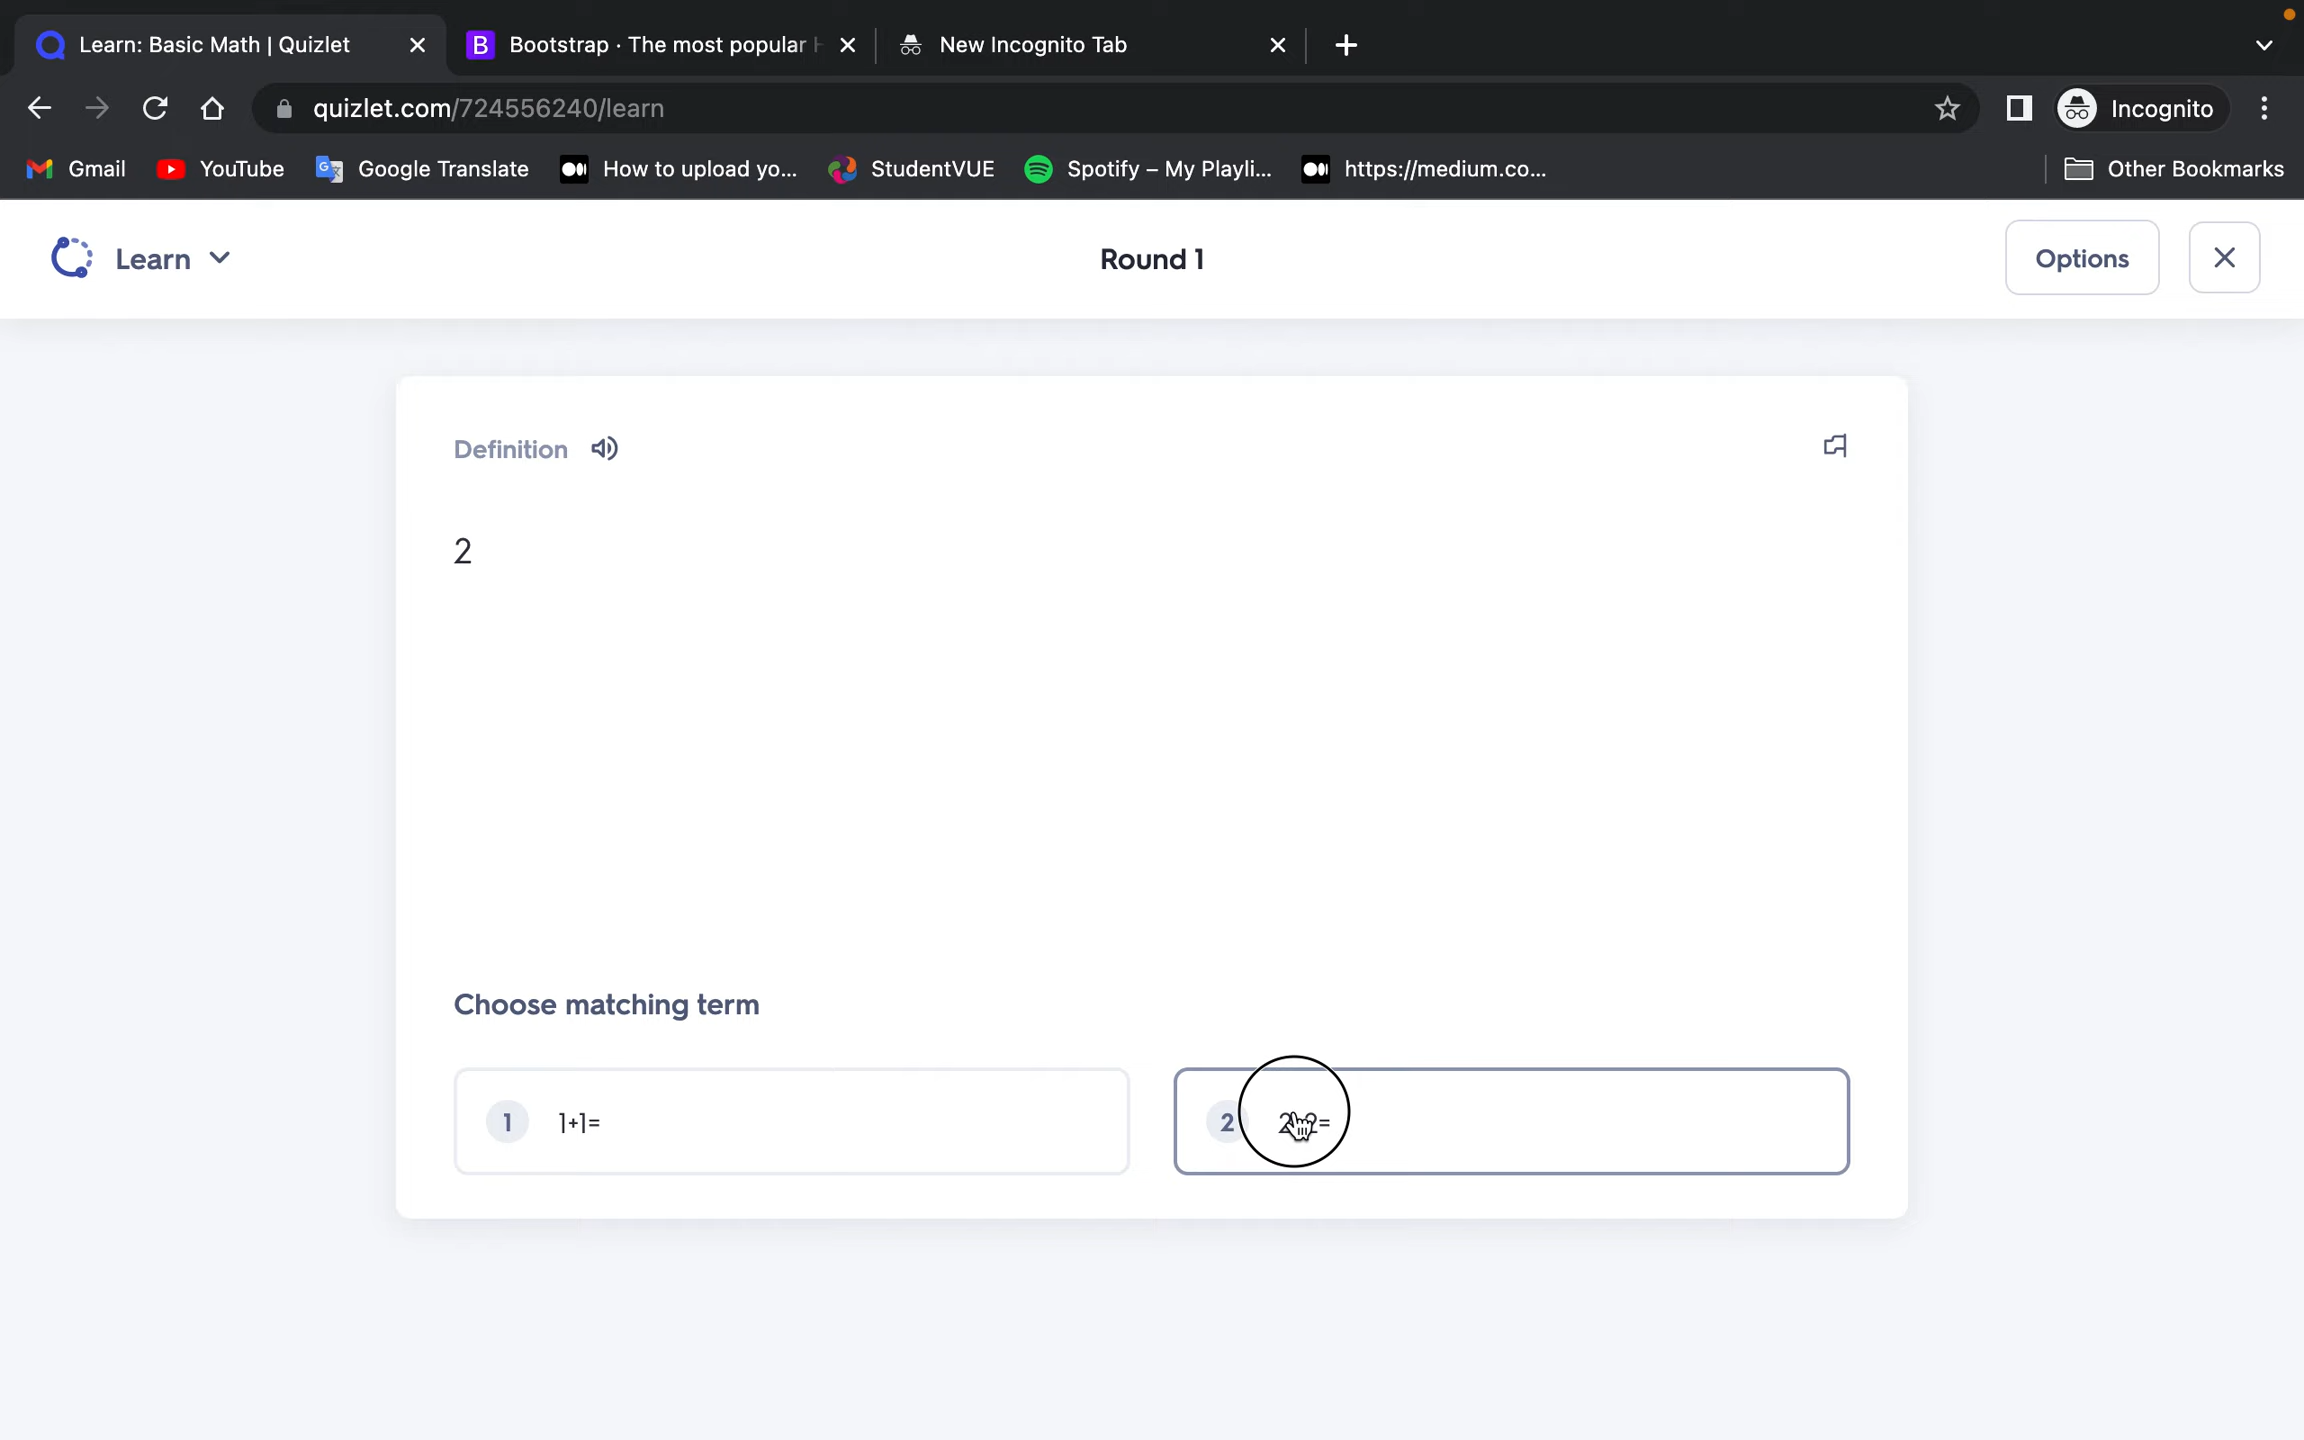 Learn: Basic Math | Quizlet
Bootstrap · The most popular
New Incognito Tab
quizlet.com/724556240/learn
Incognito
Gmail
YouTube
Google Translate
How to upload yo...
StudentVUE
Spotify – My Playli...
https://medium.co...
Other Bookmarks
Learn
Round 1
Options
Definition
2
Choose matching term
1 1+1=
2